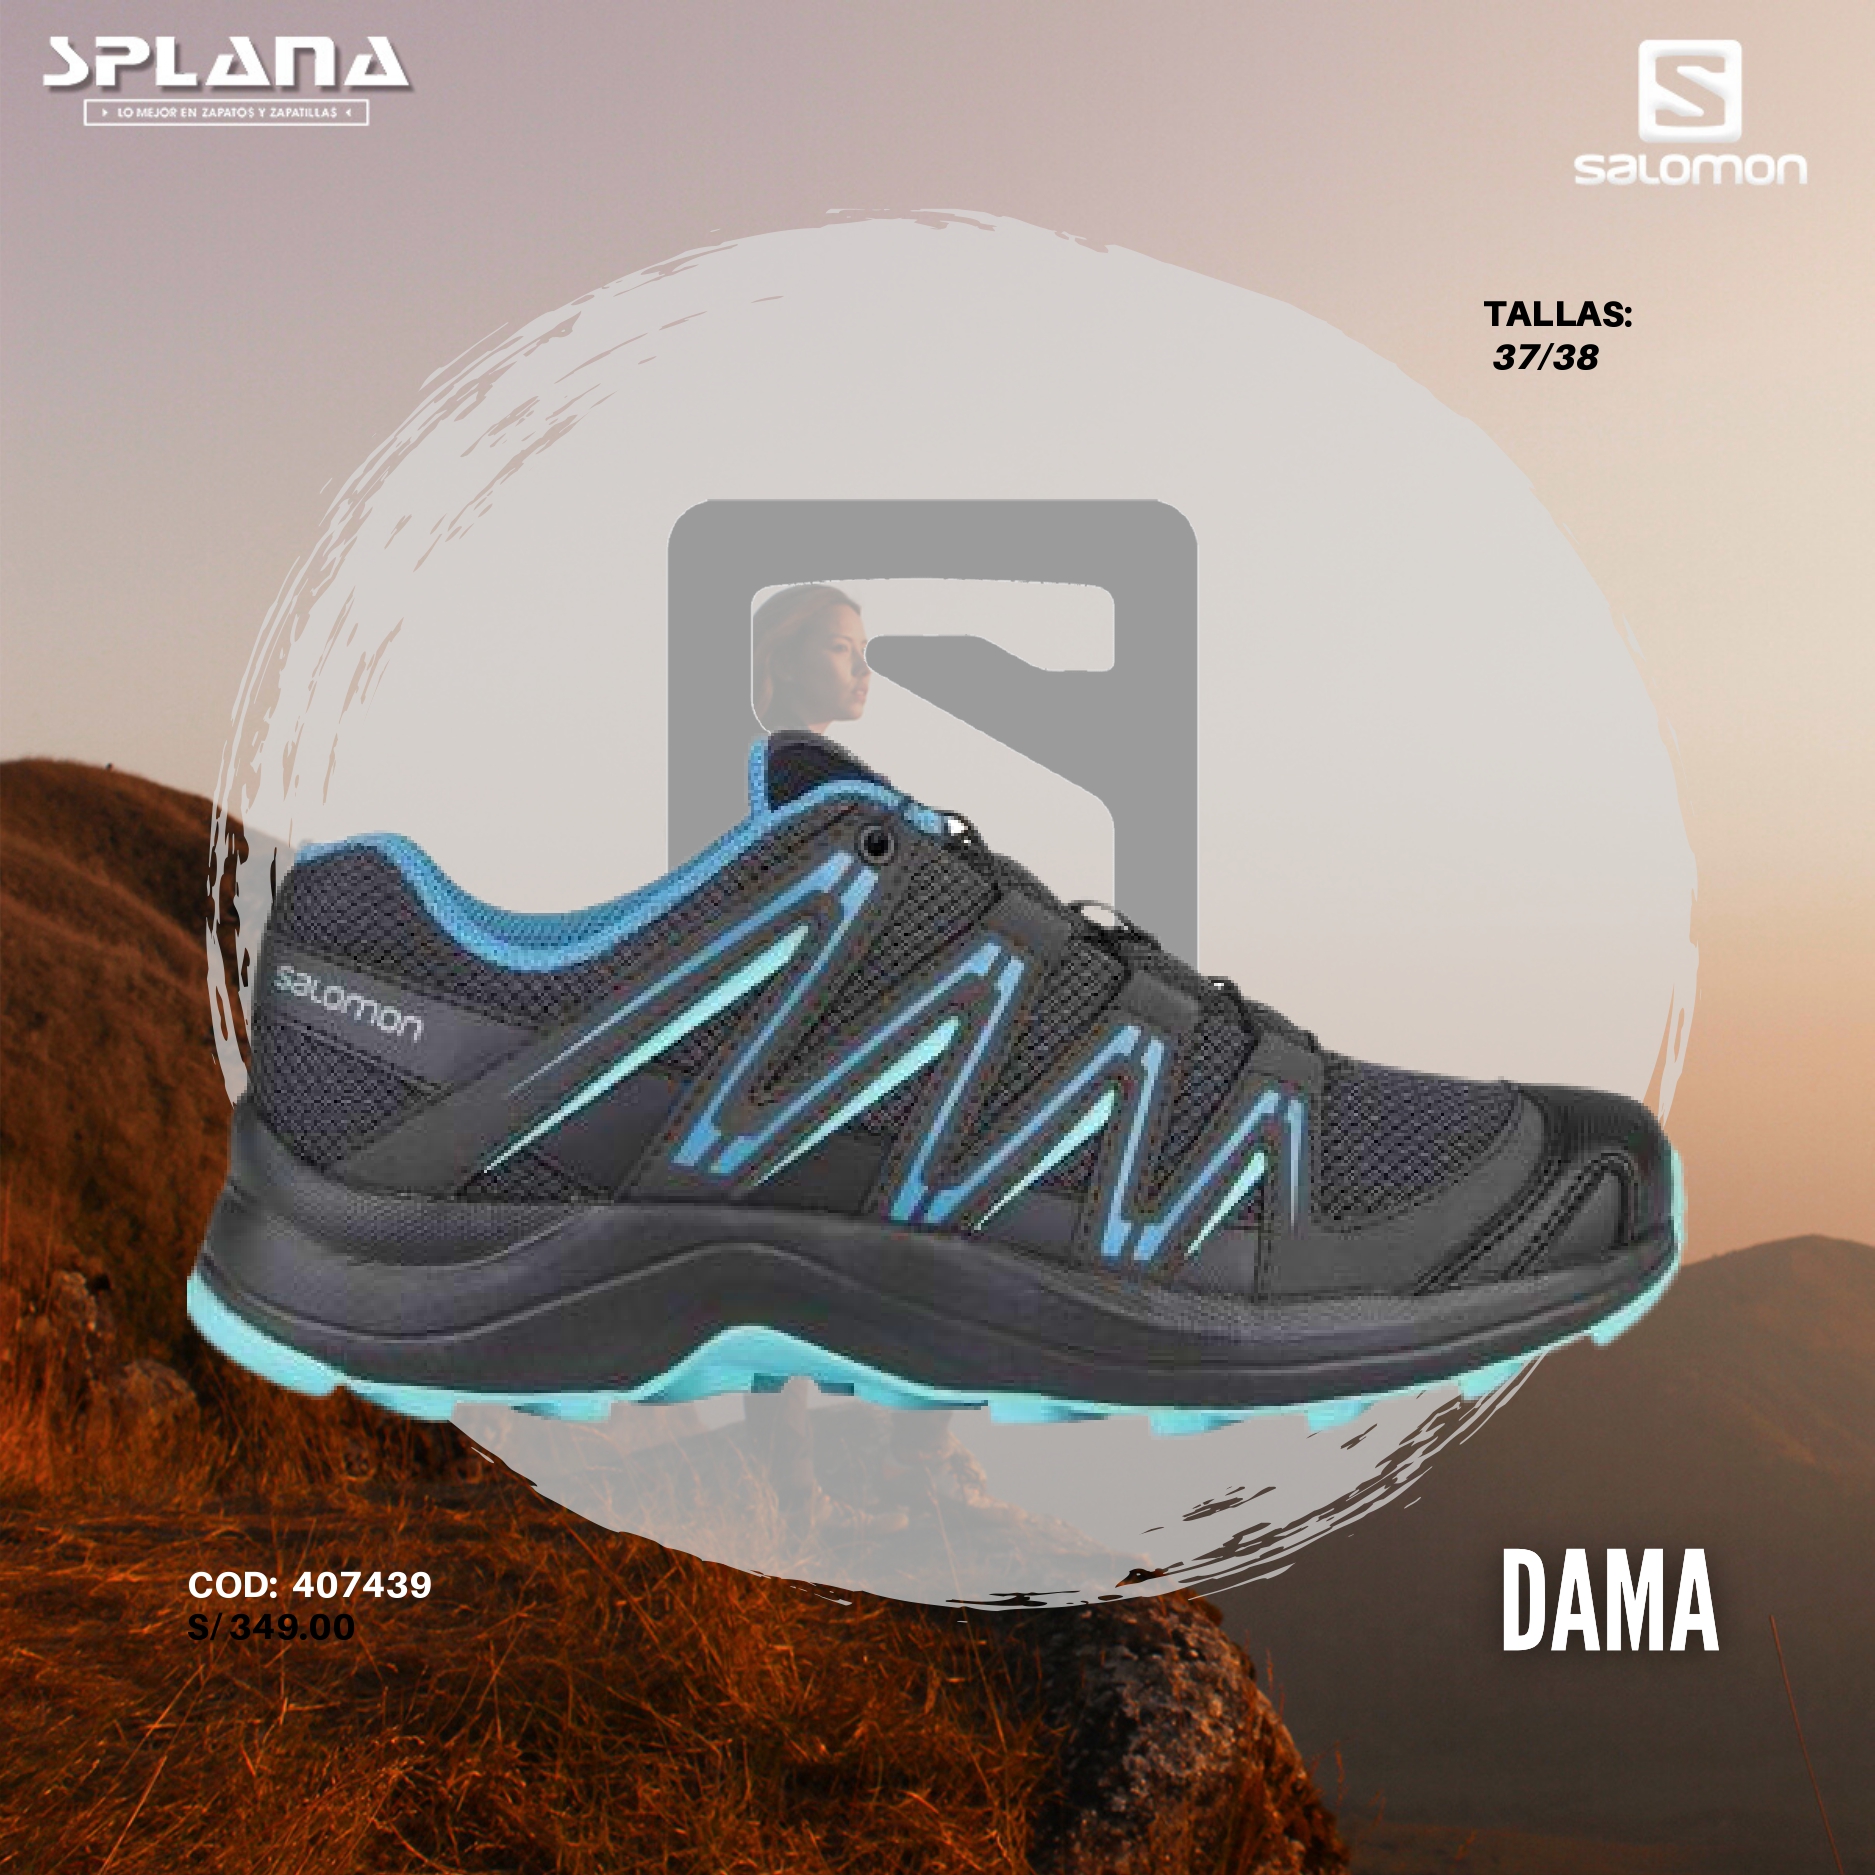 SPLANA
LO MEJOR EN ZAPATOS Y ZAPATILLAS
S
salomon
TALLAS:
37/38
salomon
COD: 407439
S/ 349.00
DAMA